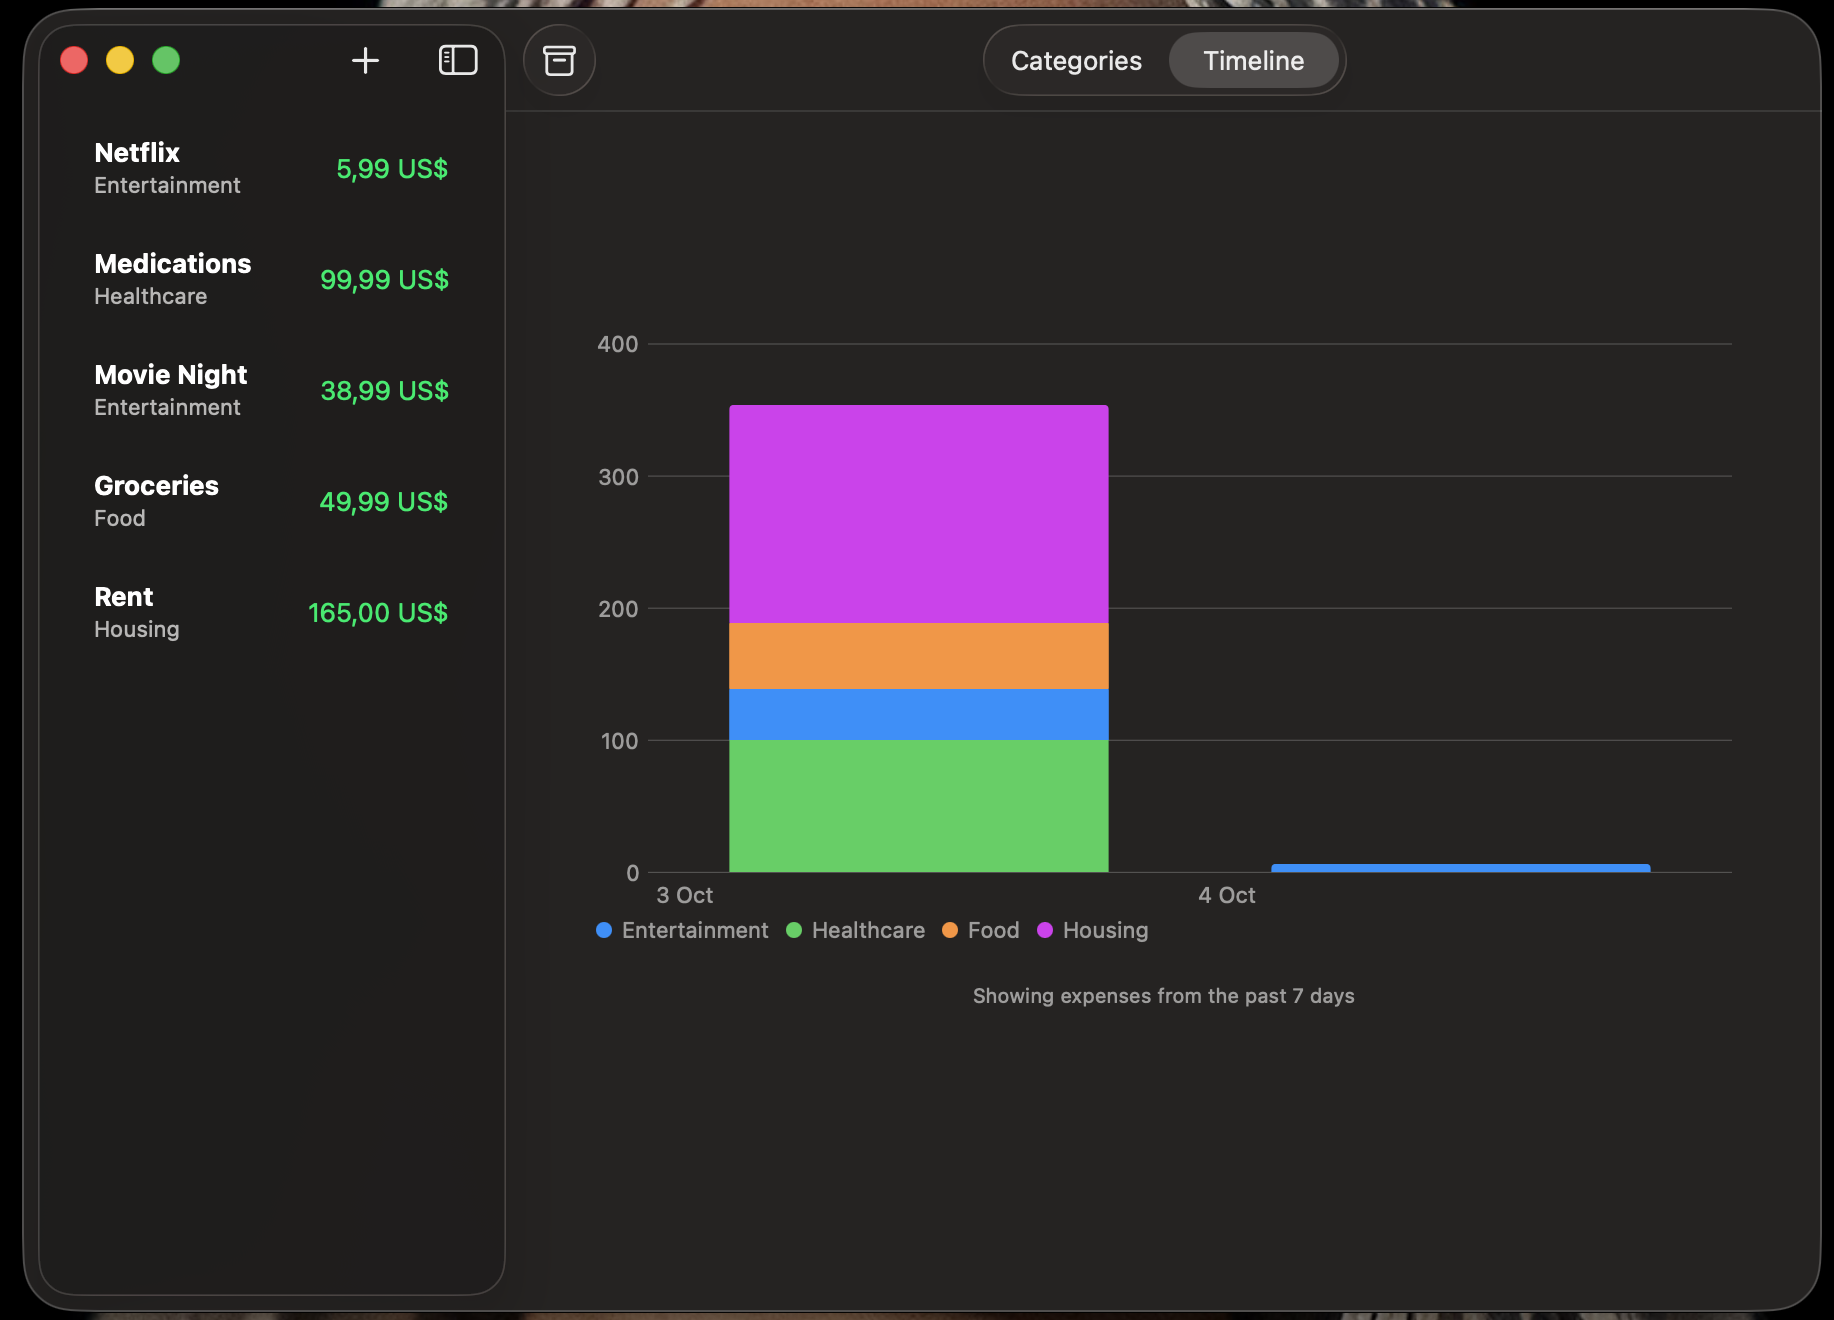 Categories
Timeline
Netflix
Entertainment
5,99 US$
Medications
Healthcare
99,99 US$
Movie Night
Entertainment
38,99 US$
Groceries
Food
49,99 US$
Rent
Housing
165,00 US$
400
300
200
100
0
3 Oct
4 Oct
Entertainment
Healthcare
Food
Housing
Showing expenses from the past 7 days